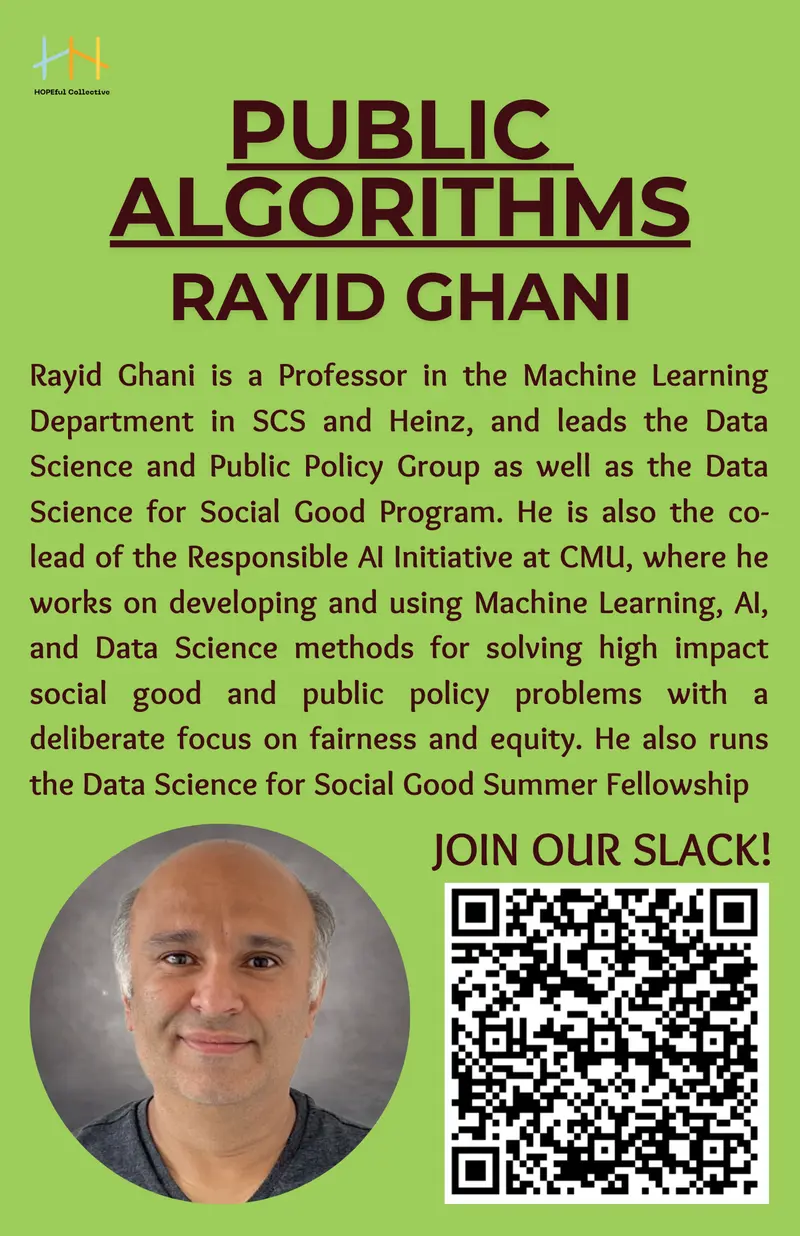 HOPEful Collective
PUBLIC
ALGORITHMS
RAYID GHANI
Rayid Ghani is a Professor in the Machine Learning
Department in SCS and Heinz, and leads the Data
Science and Public Policy Group as well as the Data
Science for Social Good Program. He is also the co-
lead of the Responsible AI Initiative at CMU, where he
works on developing and using Machine Learning, AI,
and Data Science methods for solving high impact
social good and public policy problems with a
deliberate focus on fairness and equity. He also runs
the Data Science for Social Good Summer Fellowship
JOIN OUR SLACK!